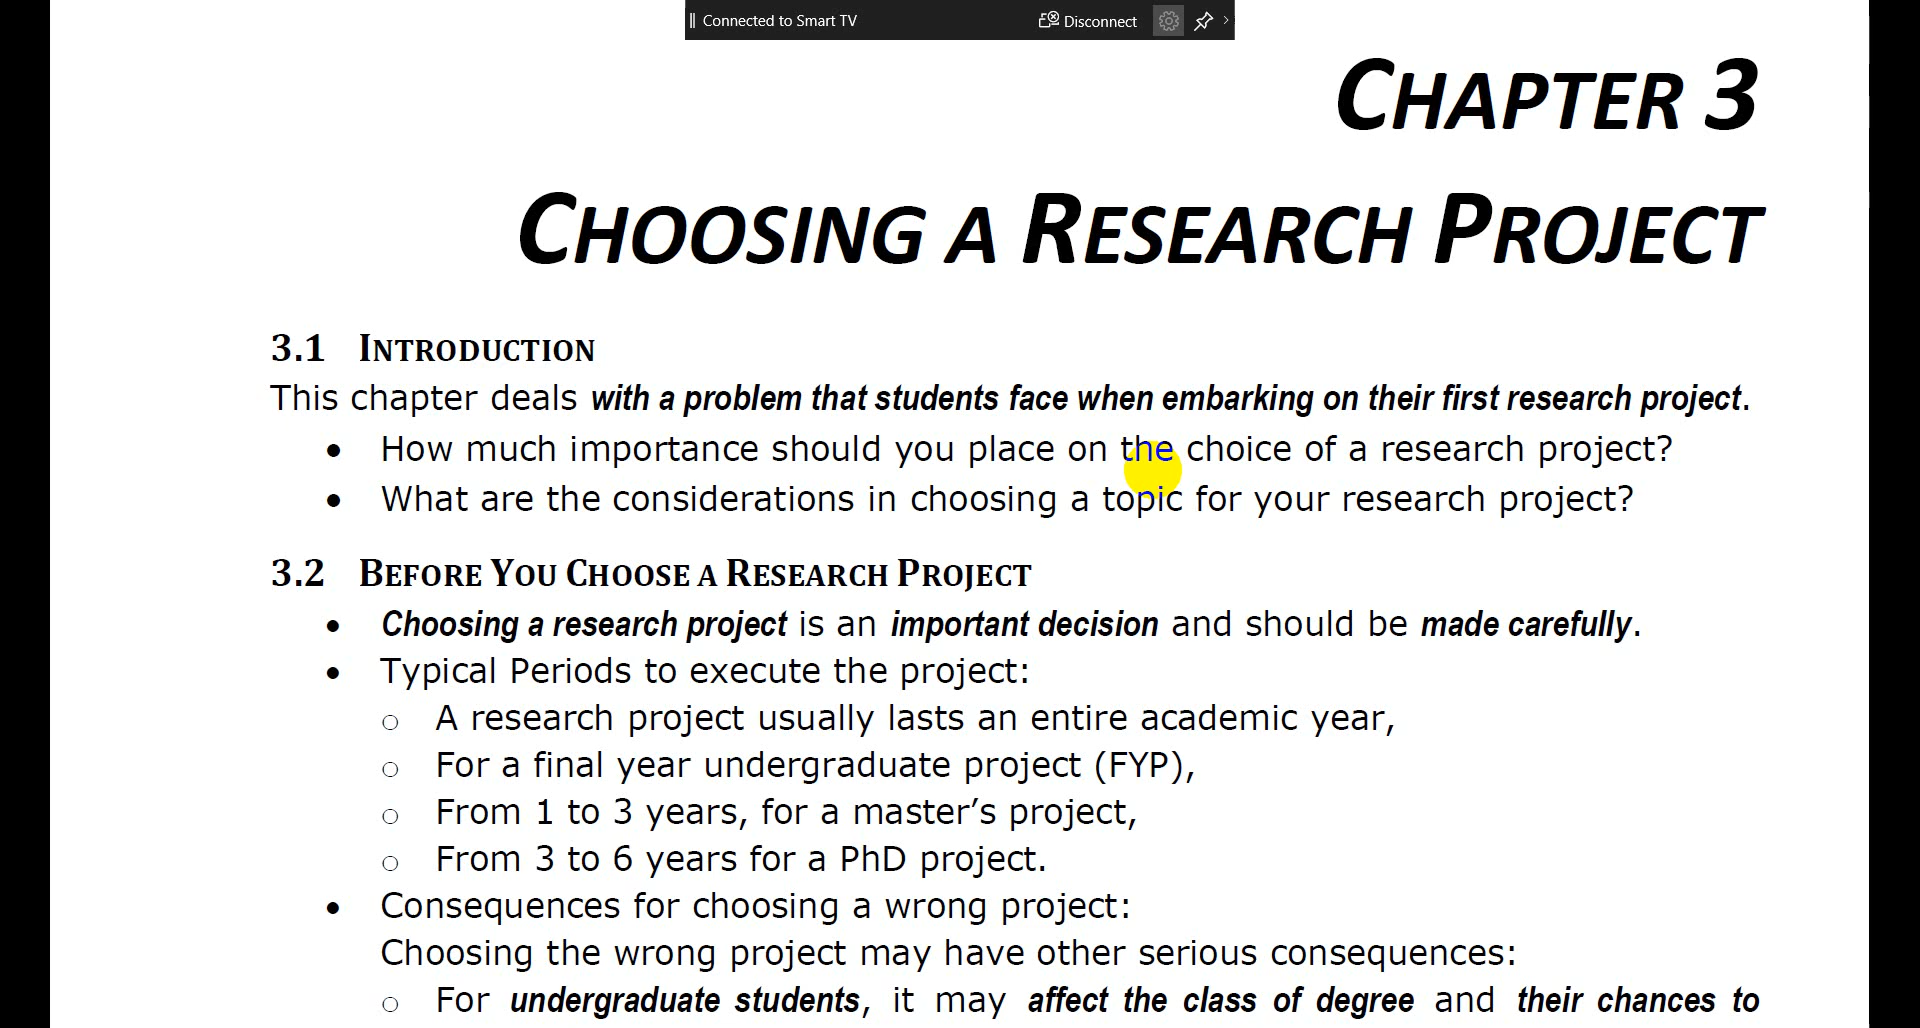 Connected to Smart TV Disconnect
CHAPTER 3
CHOOSING A RESEARCH PROJECT
3.1 INTRODUCTION
This chapter deals with a problem that students face when embarking on their first research project.
• How much importance should you place on the choice of a research project?
• What are the considerations in choosing a topic for your research project?
3.2 BEFORE YOU CHOOSE A RESEARCH PROJECT
• Choosing a research project is an important decision and should be made carefully.
• Typical Periods to execute the project:
○ A research project usually lasts an entire academic year,
○ For a final year undergraduate project (FYP),
○ From 1 to 3 years, for a master’s project,
○ From 3 to 6 years for a PhD project.
• Consequences for choosing a wrong project:
Choosing the wrong project may have other serious consequences:
○ For undergraduate students, it may affect the class of degree and their chances to